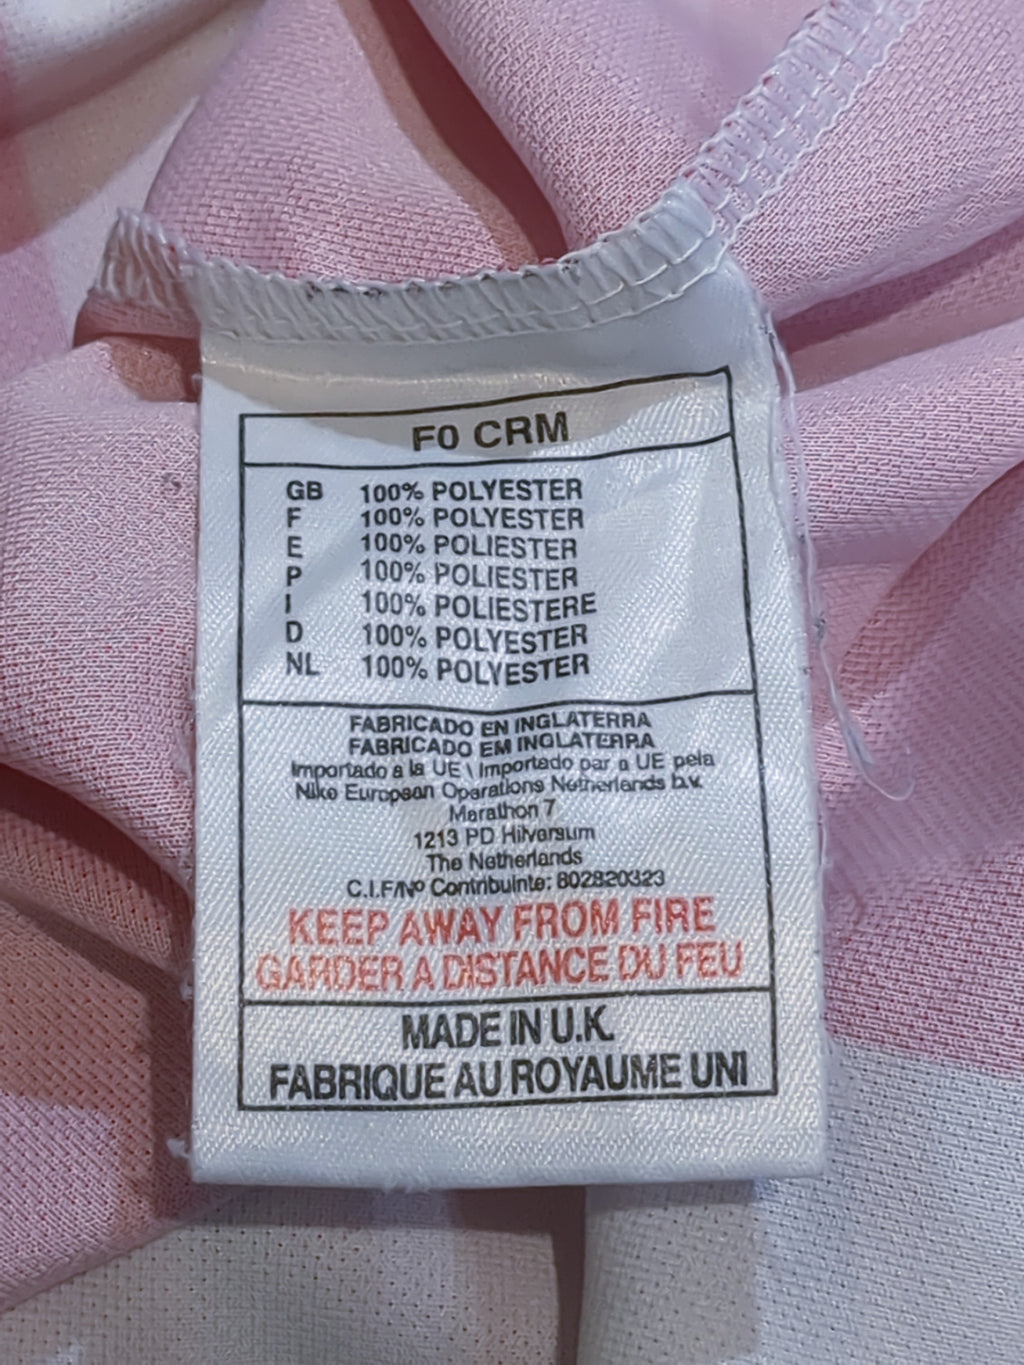 F0 CRM
GB 100% POLYESTER
F 100% POLYESTER
E 100% POLIESTER
P 100% POLIESTER
I 100% POLIESTERE
D 100% POLYESTER
NL 100% POLYESTER
FABRICADO EN INGLATERRA
FABRICADO EM INGLATERRA
Importado a la UE \ Importado par a UE pela
Nike European Operations Netherlands b.v.
Marathon 7
1213 PD Hilversum
The Netherlands
C.I.F/Nº Contribuinte: 802820323
KEEP AWAY FROM FIRE
GARDER A DISTANCE DU FEU
MADE IN U.K.
FABRIQUE AU ROYAUME UNI